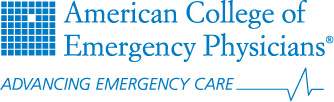 American College of
Emergency Physicians®
ADVANCING EMERGENCY CARE